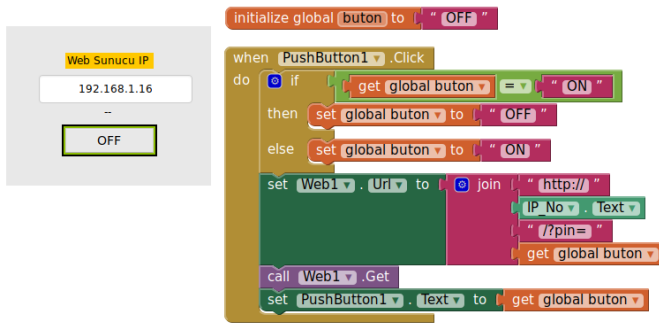 Web Sunucu IP
192.168.1.16
--
OFF
initialize global buton to " OFF "
when PushButton1 .Click
do if get global buton = " ON "
then set global buton to " OFF "
else set global buton to " ON "
set Web1 . Url to join " http:// "
IP_No . Text
" /?pin= "
get global buton
call Web1 .Get
set PushButton1 . Text to get global buton